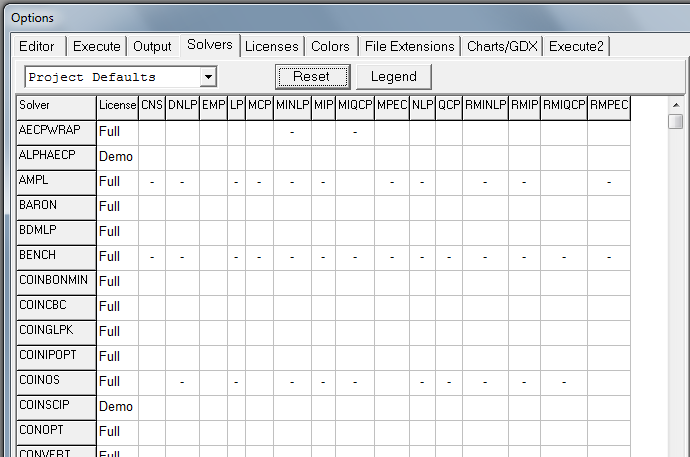 Options
Editor Execute Output Solvers Licenses Colors File Extensions Charts/GDX Execute2
Project Defaults Reset Legend
Solver License CNS DNLP EMP LP MCP MINLP MIP MIQCP MPEC NLP QCP RMINLP RMIP RMIQCP RMPEC
AECPWRAP Full - -
ALPHAECP Demo
AMPL Full - - - - - - - - - - -
BARON Full
BDMLP Full
BENCH Full - - - - - - - - - - - - - -
COINBONMIN Full
COINCBC Full
COINGLPK Full
COINIPOPT Full
COINOS Full - - - - - - - - - -
COINSCIP Demo
CONOPT Full
CONVERT Full